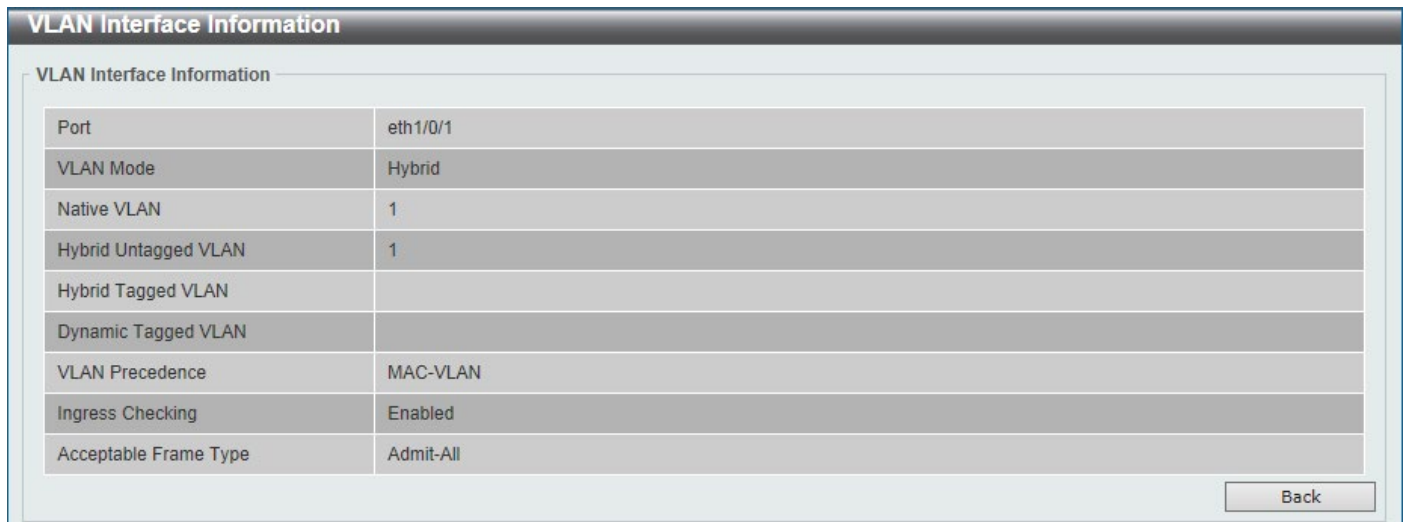 VLAN Interface Information
VLAN Interface Information
Port eth1/0/1
VLAN Mode Hybrid
Native VLAN 1
Hybrid Untagged VLAN 1
Hybrid Tagged VLAN
Dynamic Tagged VLAN
VLAN Precedence MAC-VLAN
Ingress Checking Enabled
Acceptable Frame Type Admit-All
Back